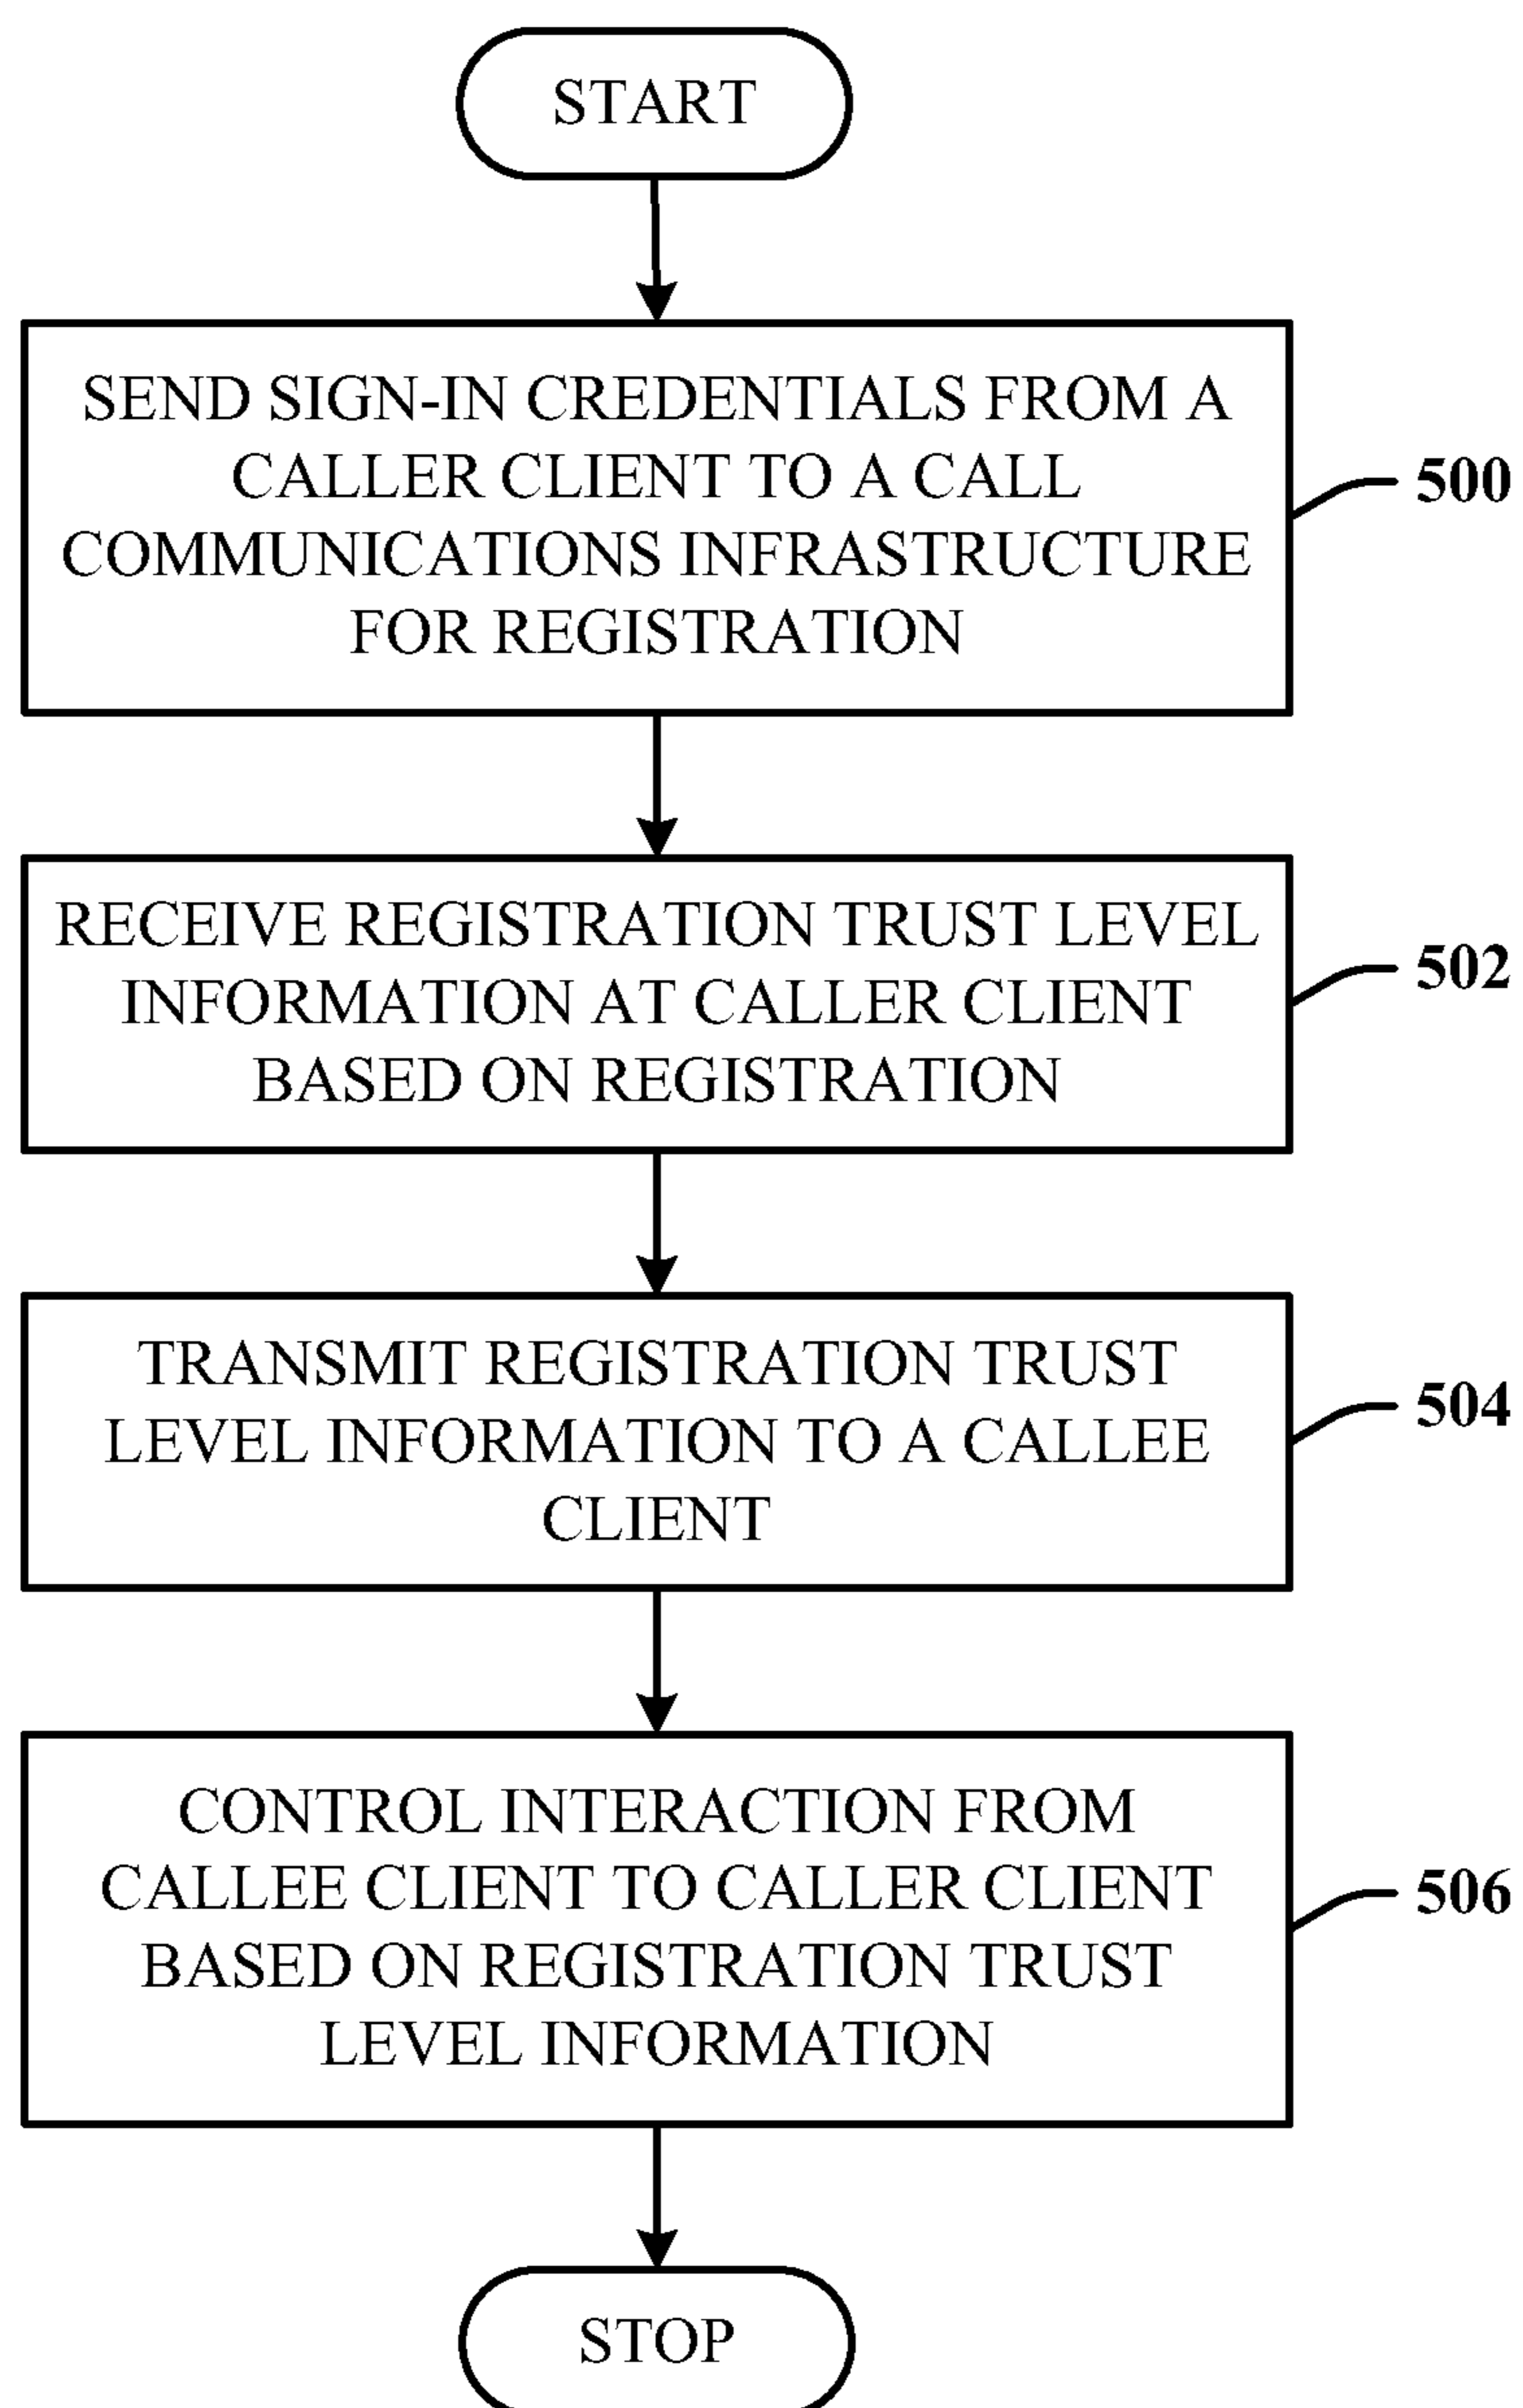 START
SEND SIGN-IN CREDENTIALS FROM A
CALLER CLIENT TO A CALL
COMMUNICATIONS INFRASTRUCTURE
FOR REGISTRATION
500
RECEIVE REGISTRATION TRUST LEVEL
INFORMATION AT CALLER CLIENT
BASED ON REGISTRATION
502
TRANSMIT REGISTRATION TRUST
LEVEL INFORMATION TO A CALLEE
CLIENT
504
CONTROL INTERACTION FROM
CALLEE CLIENT TO CALLER CLIENT
BASED ON REGISTRATION TRUST
LEVEL INFORMATION
506
STOP